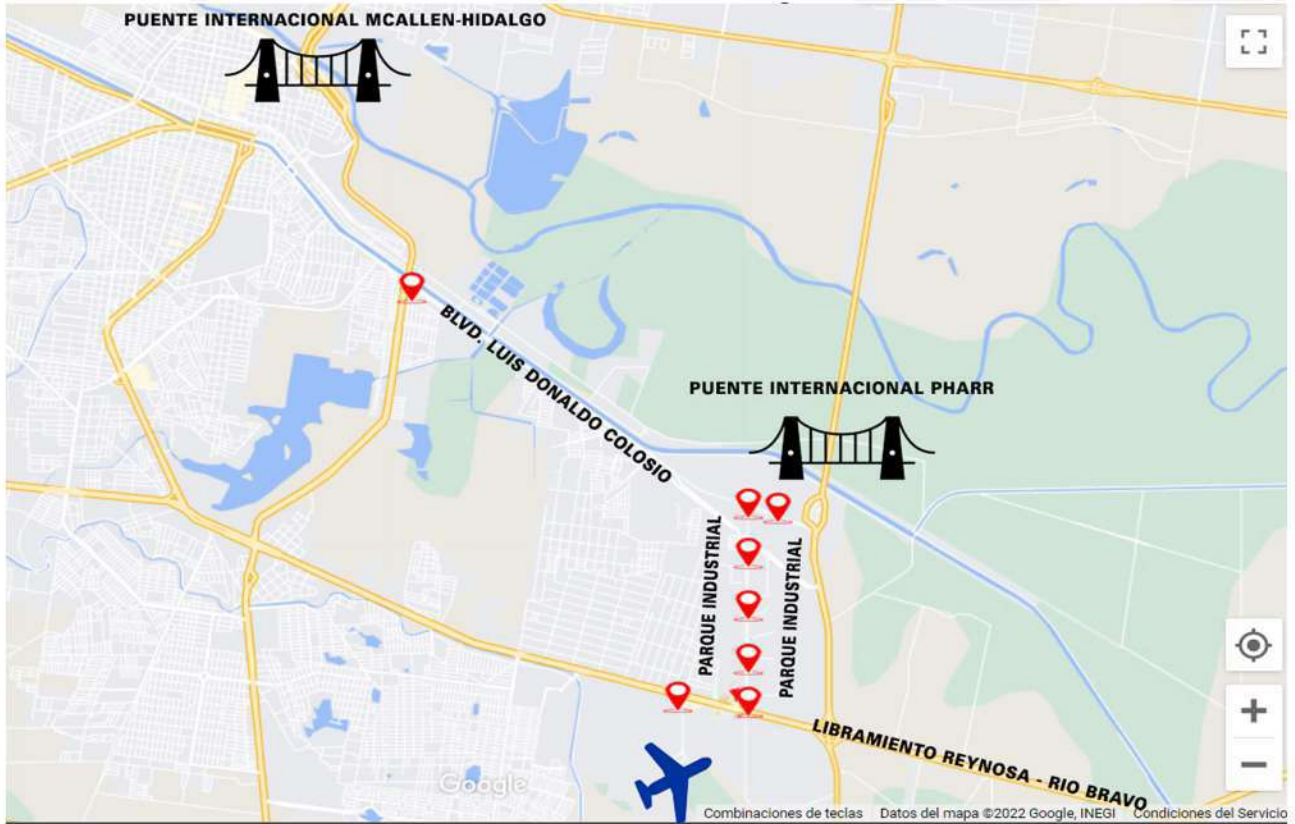 PUENTE INTERNACIONAL MCALLEN-HIDALGO
BLVD. LUIS DONALDO COLOSIO
PUENTE INTERNACIONAL PHARR
PARQUE INDUSTRIAL
PARQUE INDUSTRIAL
LIBRAMIENTO REYNOSA - RIO BRAVO
Google
Combinaciones de teclas Datos del mapa ©2022 Google, INEGI Condiciones del Servicio